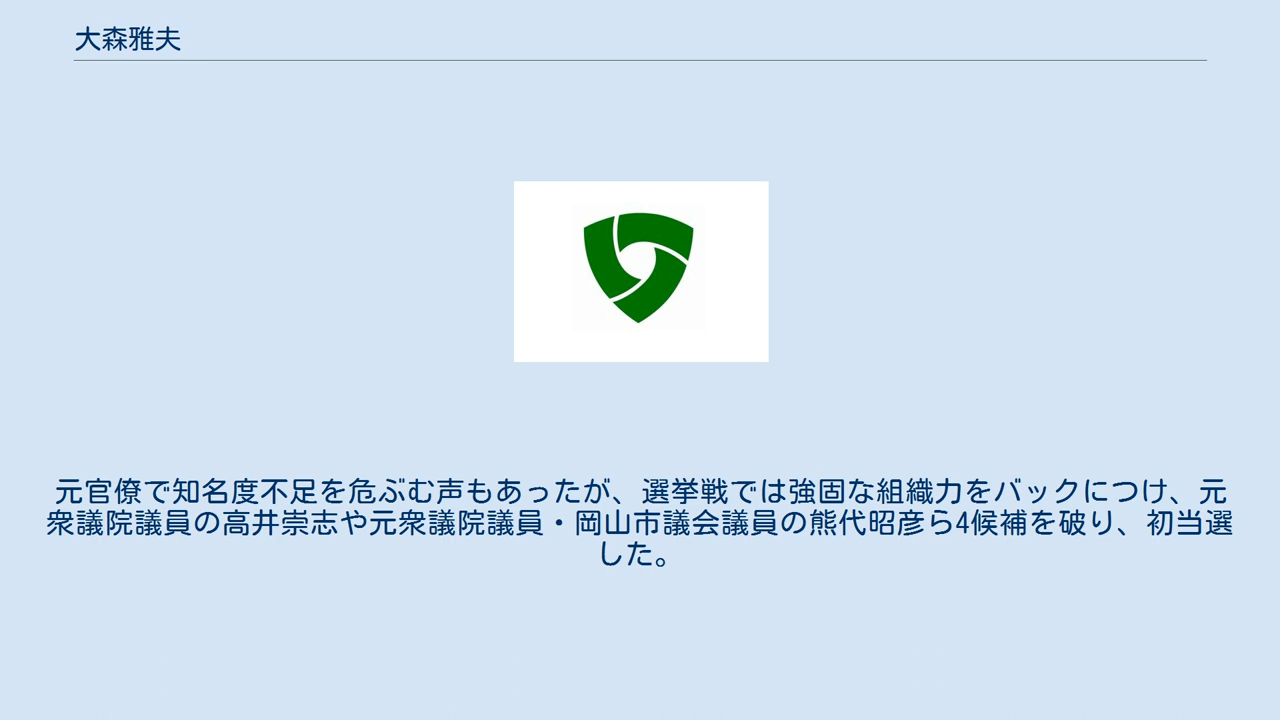 大森雅夫
元官僚で知名度不足を危ぶむ声もあったが、選挙戦では強固な組織力をバックにつけ、元
衆議院議員の高井崇志や元衆議院議員・岡山市議会議員の熊代昭彦ら4候補を破り、初当選
した。